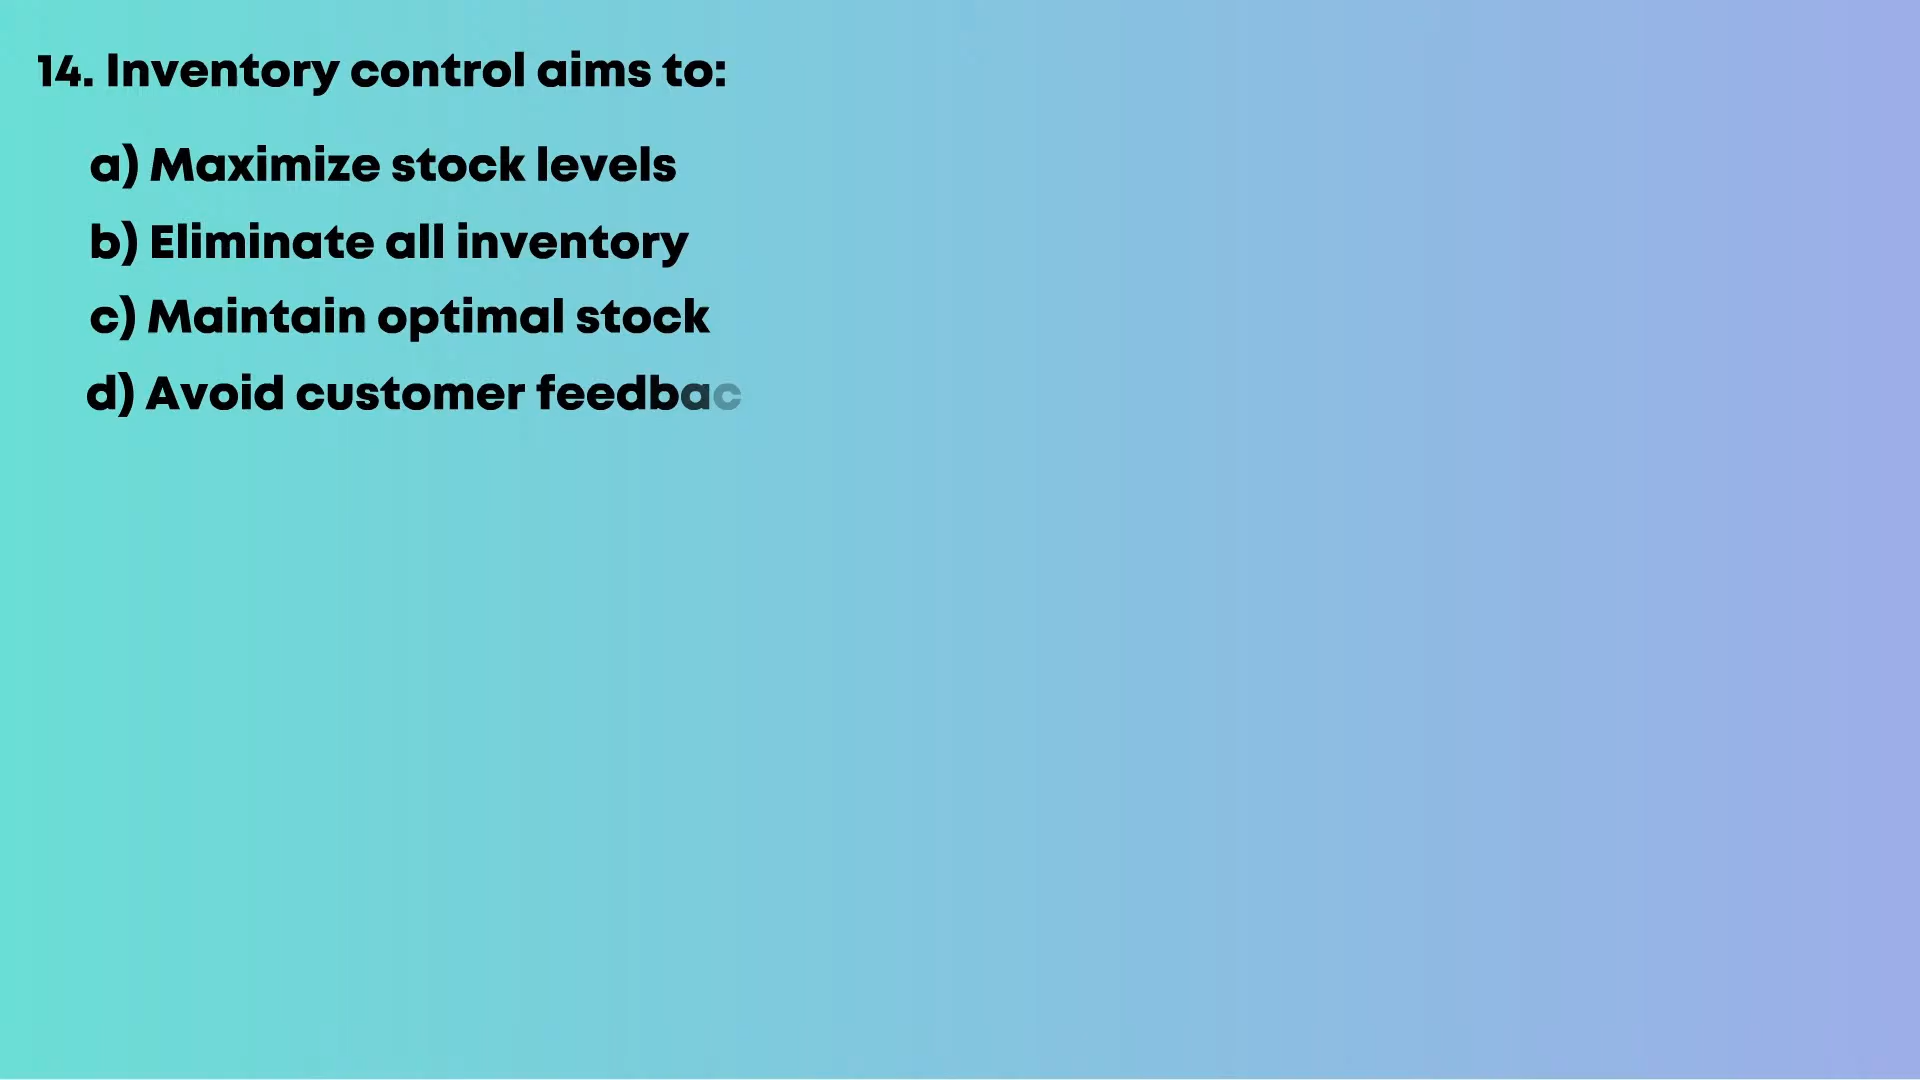 14. Inventory control aims to:
a) Maximize stock levels
b) Eliminate all inventory
c) Maintain optimal stock
d) Avoid customer feedbac